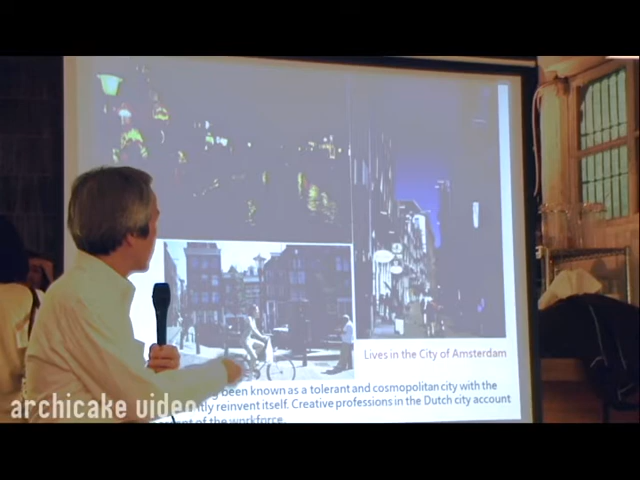 Lives in the City of Amsterdam
been known as a tolerant and cosmopolitan city with the
reinvent itself. Creative professions in the Dutch city account
of the workforce.
archicake video